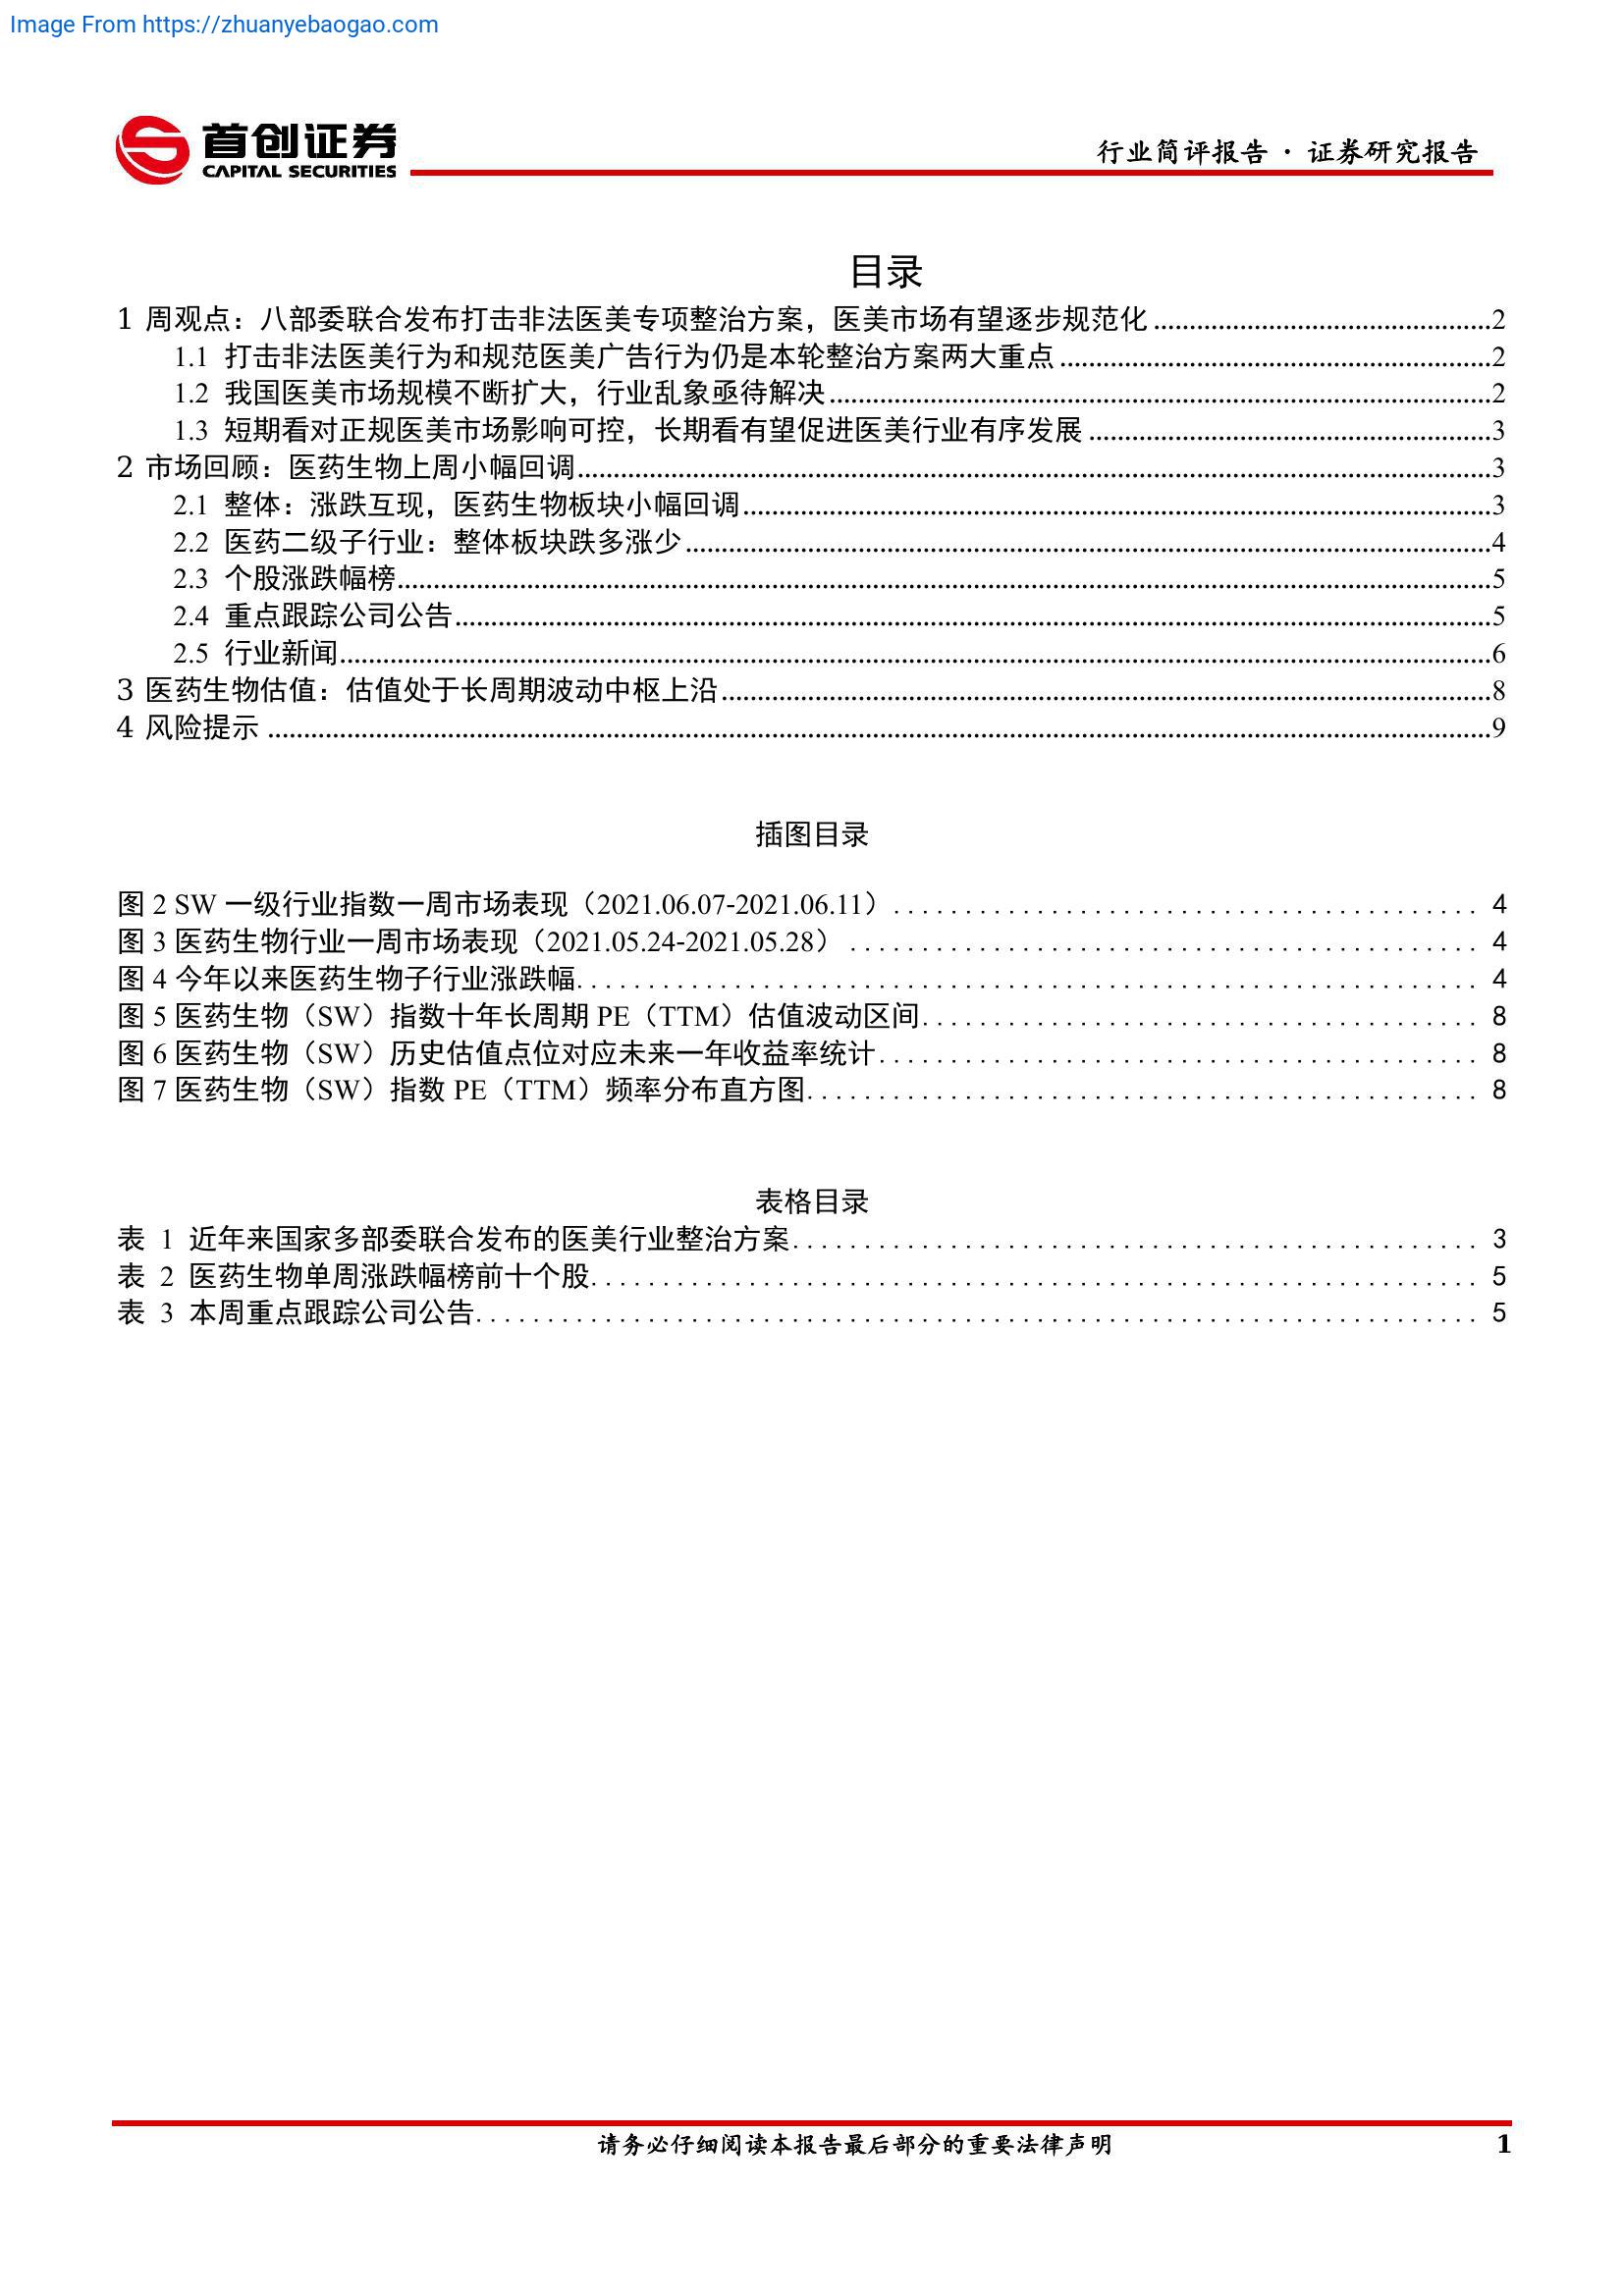 Image From https://zhuanyebaogao.com
首创证券
CAPITAL SECURITIES
行业简评报告 · 证券研究报告
目录
1 周观点：八部委联合发布打击非法医美专项整治方案，医美市场有望逐步规范化 ...............................................2
1.1 打击非法医美行为和规范医美广告行为仍是本轮整治方案两大重点 ............................................................2
1.2 我国医美市场规模不断扩大，行业乱象亟待解决............................................................................................2
1.3 短期看对正规医美市场影响可控，长期看有望促进医美行业有序发展 ........................................................3
2 市场回顾：医药生物上周小幅回调...............................................................................................................................3
2.1 整体：涨跌互现，医药生物板块小幅回调........................................................................................................3
2.2 医药二级子行业：整体板块跌多涨少................................................................................................................4
2.3 个股涨跌幅榜........................................................................................................................................................5
2.4 重点跟踪公司公告................................................................................................................................................5
2.5 行业新闻................................................................................................................................................................6
3 医药生物估值：估值处于长周期波动中枢上沿...........................................................................................................8
4 风险提示 .........................................................................................................................................................................9
插图目录
图 2 SW 一级行业指数一周市场表现（2021.06.07-2021.06.11）......................................... 4
图 3 医药生物行业一周市场表现（2021.05.24-2021.05.28）............................................ 4
图 4 今年以来医药生物子行业涨跌幅............................................................... 4
图 5 医药生物（SW）指数十年长周期 PE（TTM）估值波动区间....................................... 8
图 6 医药生物（SW）历史估值点位对应未来一年收益率统计.......................................... 8
图 7 医药生物（SW）指数 PE（TTM）频率分布直方图............................................... 8
表格目录
表 1 近年来国家多部委联合发布的医美行业整治方案................................................ 3
表 2 医药生物单周涨跌幅榜前十个股.............................................................. 5
表 3 本周重点跟踪公司公告...................................................................... 5
请务必仔细阅读本报告最后部分的重要法律声明
1